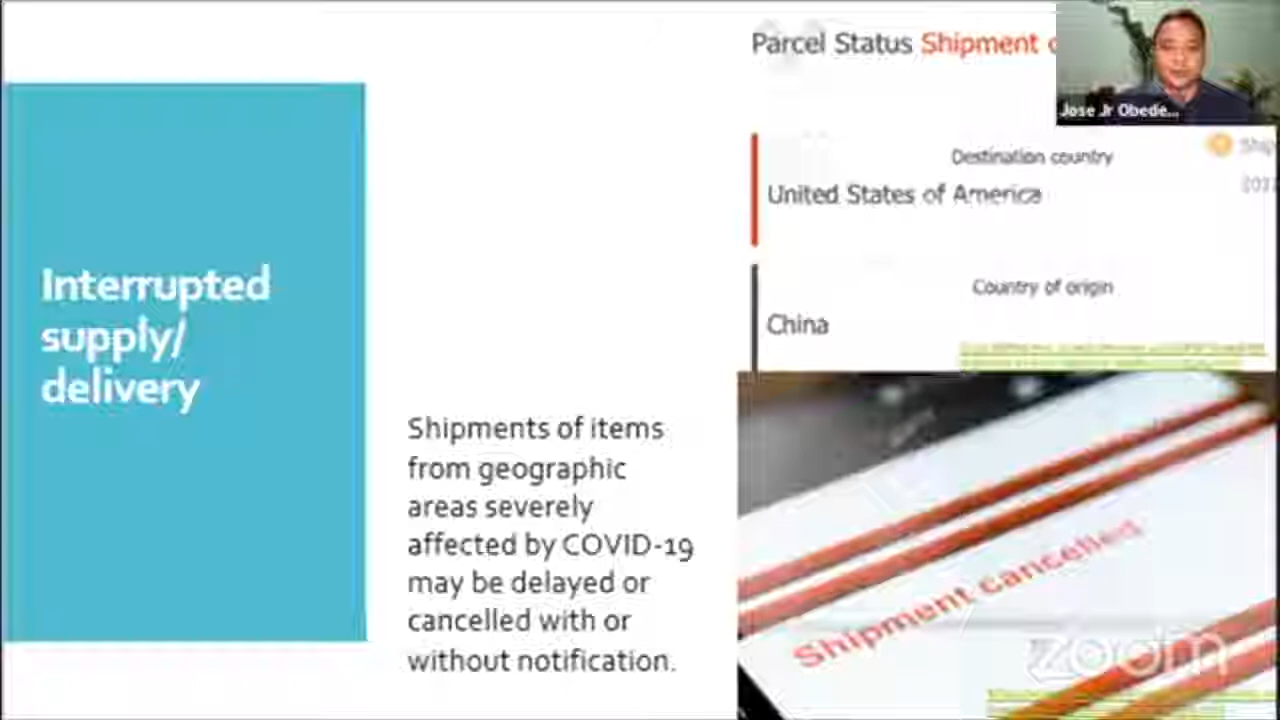 Interrupted
supply/
delivery
Shipments of items
from geographic
areas severely
affected by COVID-19
may be delayed or
cancelled with or
without notification.
Parcel Status Shipment
Jose Jr Obede...
Destination country
United States of America
Country of origin
China
Shipment cancelled
zoom